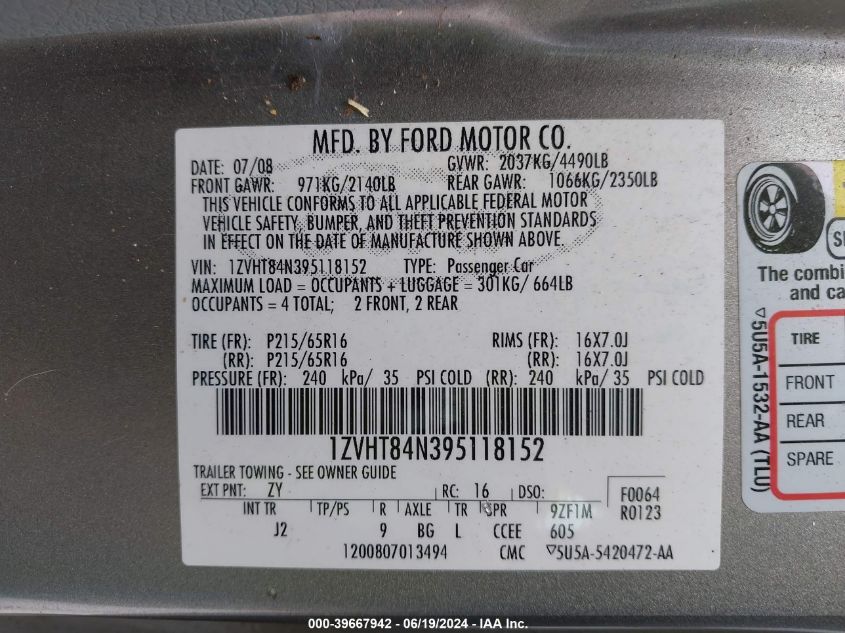 MFD. BY FORD MOTOR CO.
DATE: 07/08 GVWR: 2037KG/4490LB
FRONT GAWR: 971KG/2140LB REAR GAWR: 1066KG/2350LB
THIS VEHICLE CONFORMS TO ALL APPLICABLE FEDERAL MOTOR
VEHICLE SAFETY, BUMPER, AND THEFT PREVENTION STANDARDS
IN EFFECT ON THE DATE OF MANUFACTURE SHOWN ABOVE.
VIN: 1ZVHT84N395118152 TYPE: Passenger Car
MAXIMUM LOAD = OCCUPANTS + LUGGAGE = 301KG/ 664LB
OCCUPANTS = 4 TOTAL; 2 FRONT, 2 REAR
TIRE (FR): P215/65R16 RIMS (FR): 16X7.0J
(RR): P215/65R16 (RR): 16X7.0J
PRESSURE (FR): 240 kPa/ 35 PSI COLD (RR): 240 kPa/ 35 PSI COLD
1ZVHT84N395118152
TRAILER TOWING - SEE OWNER GUIDE
EXT PNT: ZY RC: 16 DSO: F0064
INT TR TP/PS R AXLE TR SPR 9ZF1M R0123
J2 9 BG L CCEE 605
1200807013494 CMC ▽5U5A-5420472-AA
The combi
and ca
▽5U5A-1532-AA (TLU)
TIRE
FRONT
REAR
SPARE
000-39667942 - 06/19/2024 - IAA Inc.